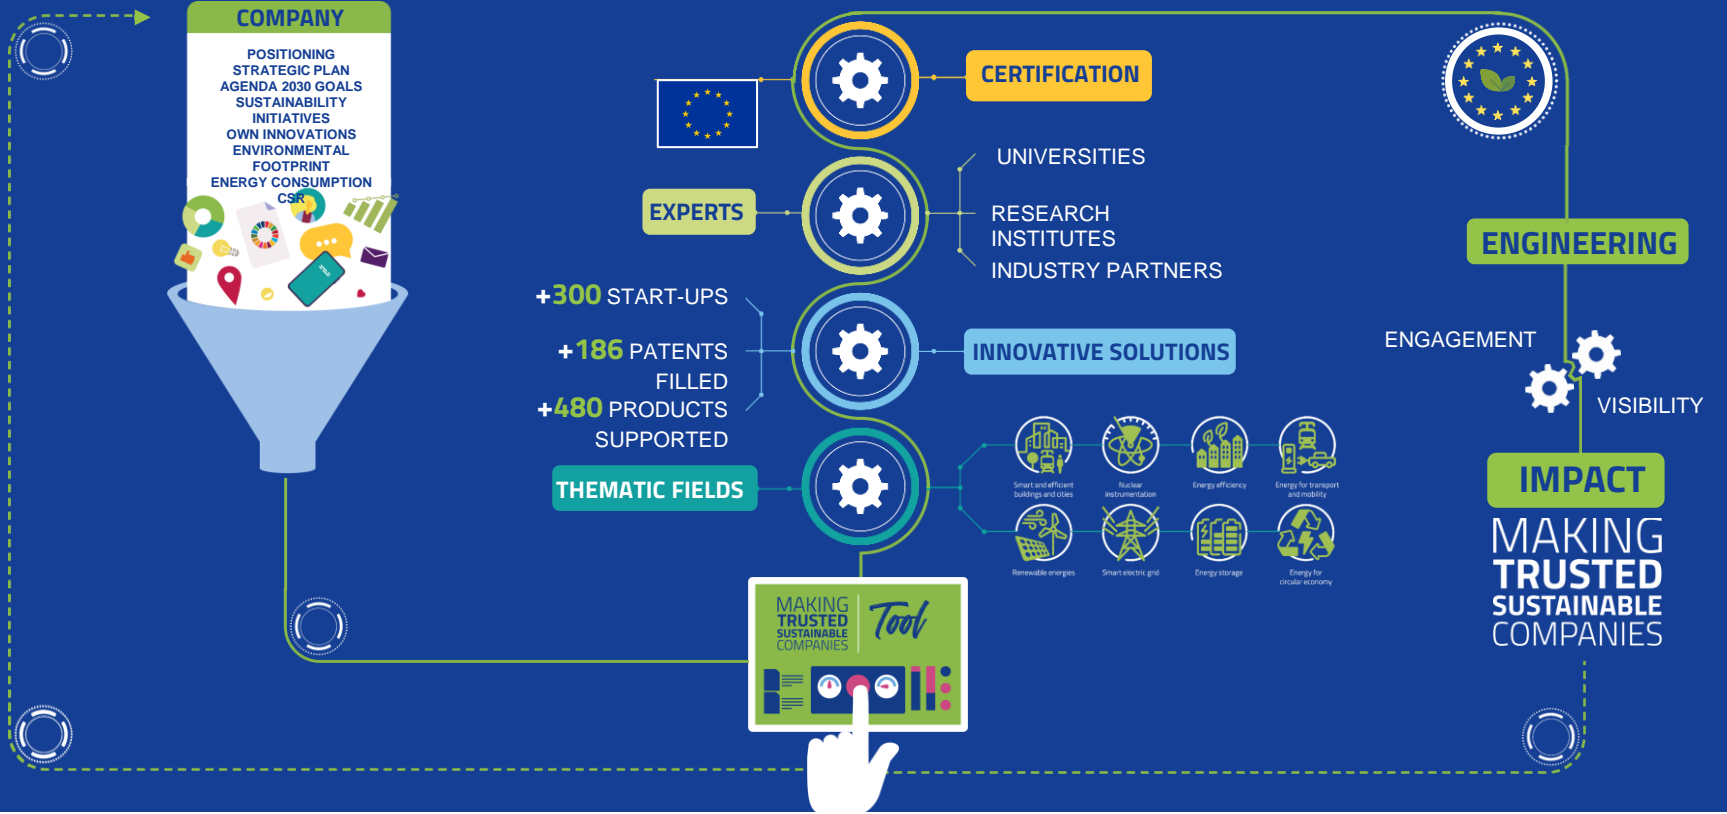 COMPANY
POSITIONING
STRATEGIC PLAN
AGENDA 2030 GOALS
SUSTAINABILITY
INITIATIVES
OWN INNOVATIONS
ENVIRONMENTAL
FOOTPRINT
ENERGY CONSUMPTION
CSR
CERTIFICATION
EXPERTS
UNIVERSITIES
RESEARCH
INSTITUTES
INDUSTRY PARTNERS
+300 START-UPS
+186 PATENTS
FILLED
+480 PRODUCTS
SUPPORTED
INNOVATIVE SOLUTIONS
THEMATIC FIELDS
Smart and efficient
buildings and cities
Nuclear
instrumentation
Energy efficiency
Energy for transport
and mobility
Renewable energies
Smart electric grid
Energy storage
Energy for
circular economy
MAKING
TRUSTED
SUSTAINABLE
COMPANIES
Tool
ENGINEERING
ENGAGEMENT
VISIBILITY
IMPACT
MAKING
TRUSTED
SUSTAINABLE
COMPANIES